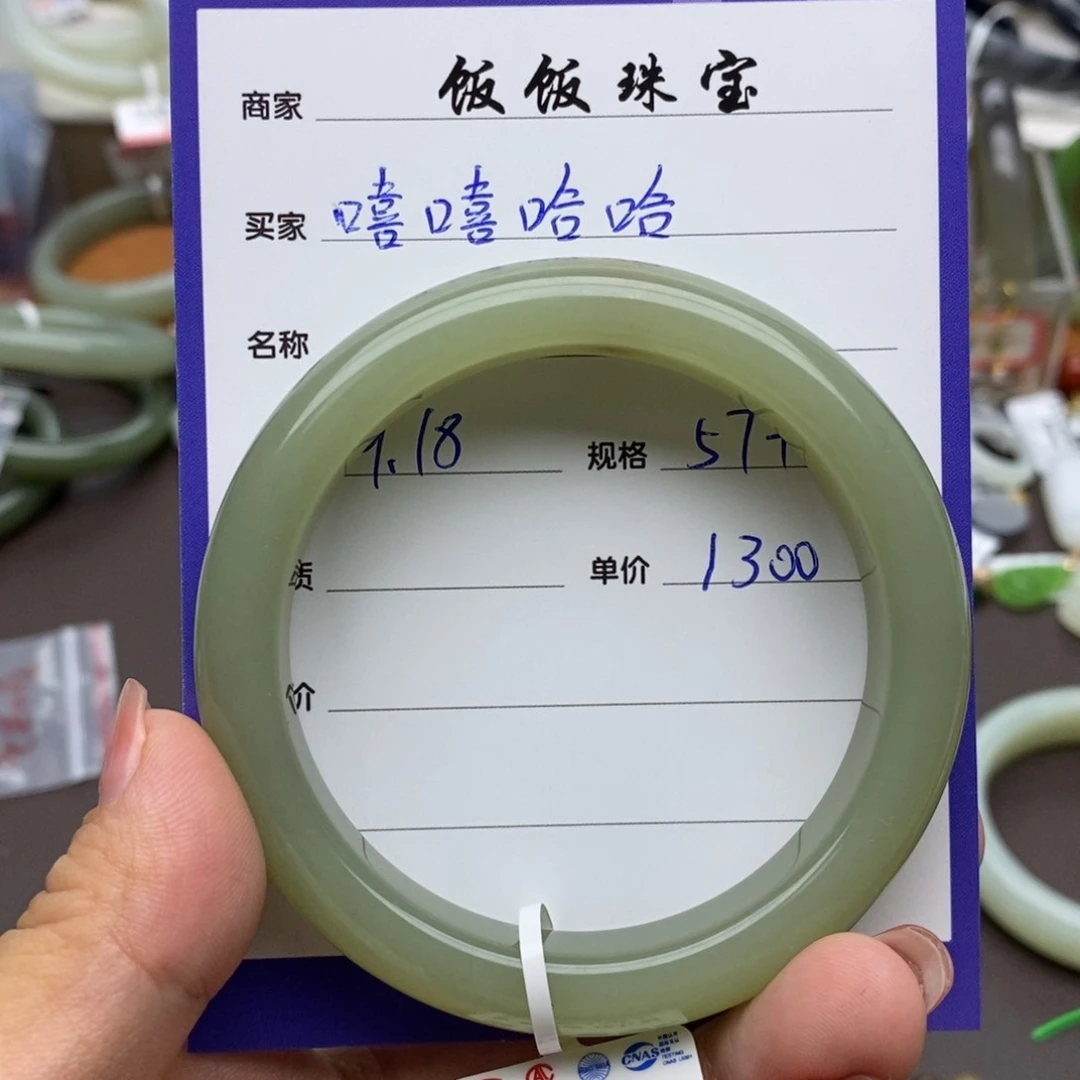 商家 饭饭珠宝
买家 嘻嘻哈哈
名称
1.18 规格 57+
质 单价 1300
价
CNAS
TESTING